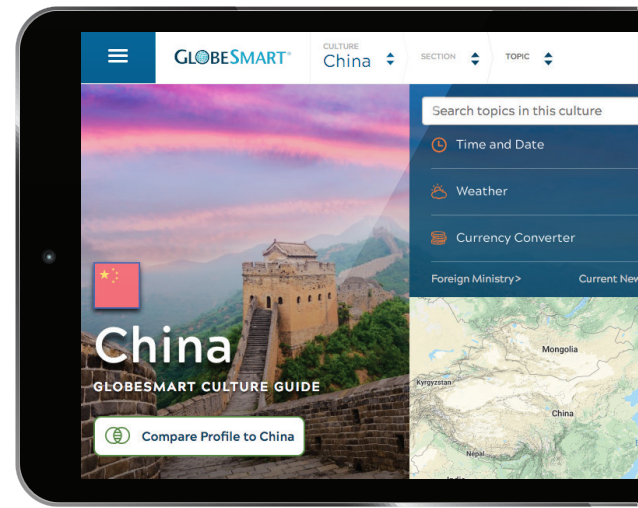 GLOBESMART®
CULTURE
China
SECTION
TOPIC
Search topics in this culture
Time and Date
Weather
Currency Converter
Foreign Ministry>
Current New
China
GLOBESMART CULTURE GUIDE
Compare Profile to China
Mongolia
Kyrgyzstan
China
Nepal